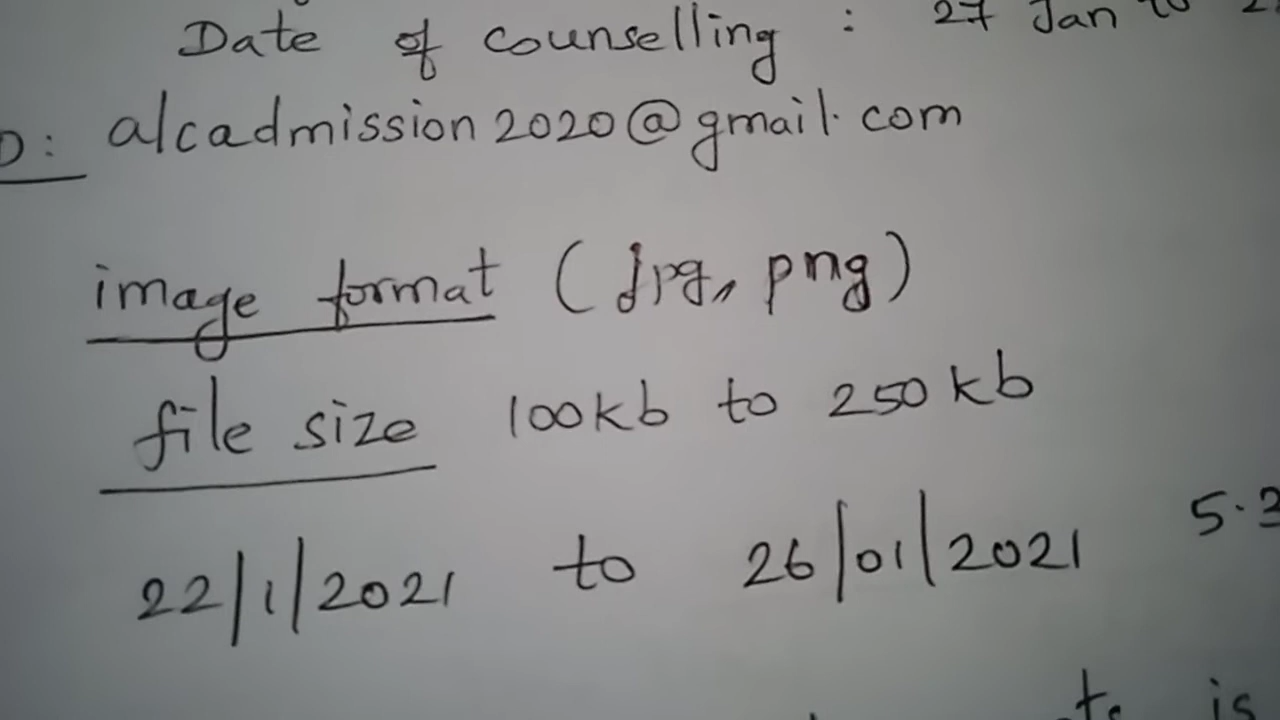 Date of counselling : 27 Jan to
D: alcadmission2020@gmail.com
image format (jpg, png)
file size 100kb to 250kb
22/1/2021 to 26/01/2021 5.3
is